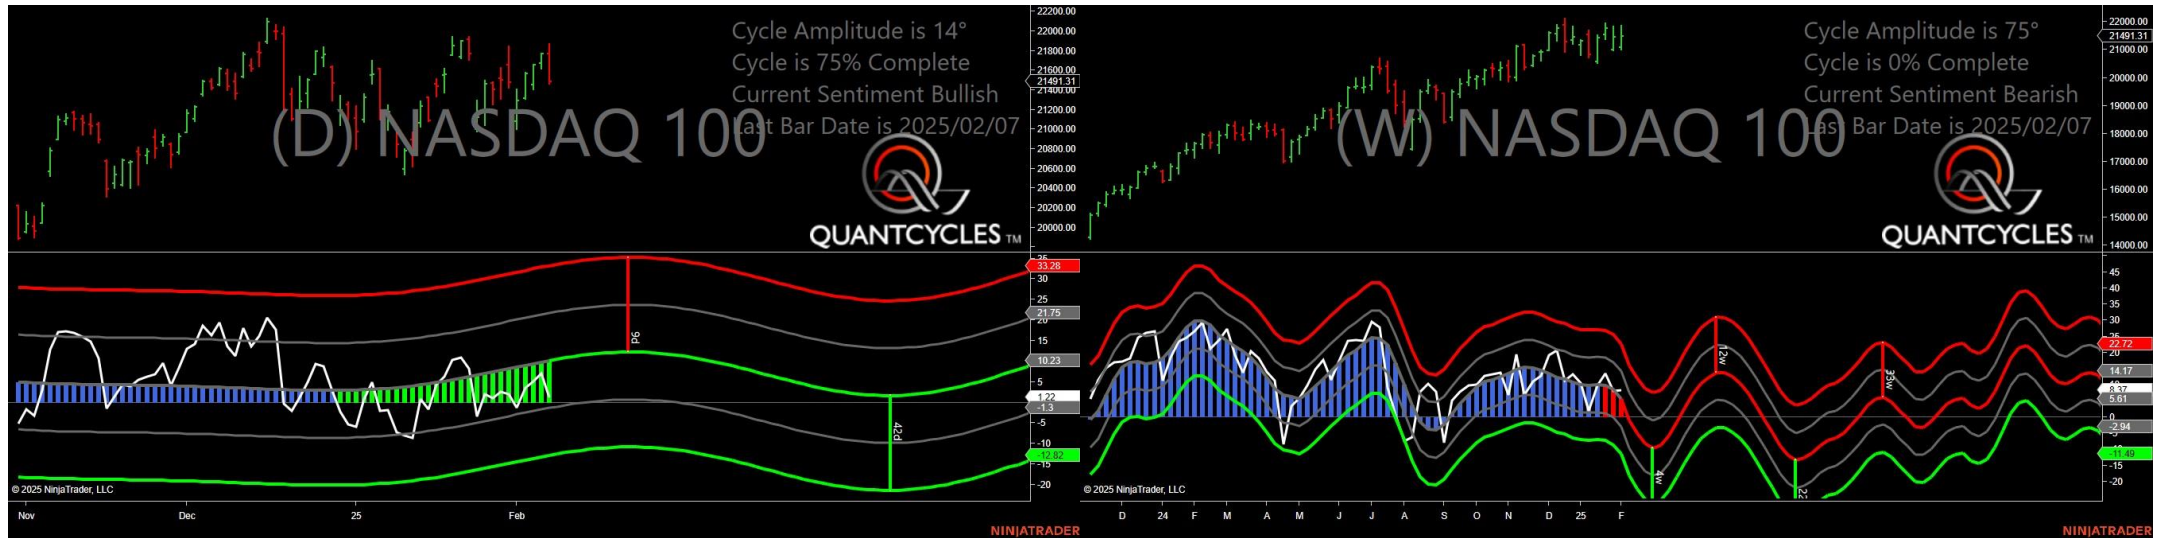 Cycle Amplitude is 14°
Cycle is 75% Complete
Current Sentiment Bullish
Last Bar Date is 2025/02/07
(D) NASDAQ 100
QUANTCYCLES TM
22200.00
22000.00
21800.00
21600.00
21491.31
21400.00
21200.00
21000.00
20800.00
20600.00
20400.00
20200.00
20000.00
35
33.28
30
25
21.75
20
15
10.23
5
1.22
-1.3
-5
-10
-12.82
-15
-20
9d
42d
© 2025 NinjaTrader, LLC
Nov
Dec
25
Feb
NINJATRADER
Cycle Amplitude is 75°
Cycle is 0% Complete
Current Sentiment Bearish
Last Bar Date is 2025/02/07
(W) NASDAQ 100
QUANTCYCLES TM
22000.00
21491.31
21000.00
20000.00
19000.00
18000.00
17000.00
16000.00
15000.00
14000.00
45
40
35
30
25
22.72
20
14.17
8.37
5.61
0
-2.94
-11.49
-15
-20
4w
12w
22
33w
© 2025 NinjaTrader, LLC
D
24
F
M
A
M
J
J
A
S
O
N
D
25
F
NINJATRADER